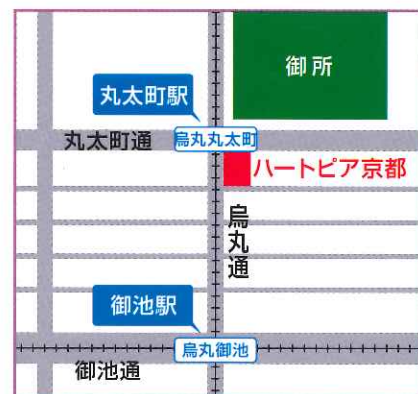 御所
丸太町駅
丸太町通
烏丸丸太町
ハートピア京都
烏丸通
御池駅
烏丸御池
御池通